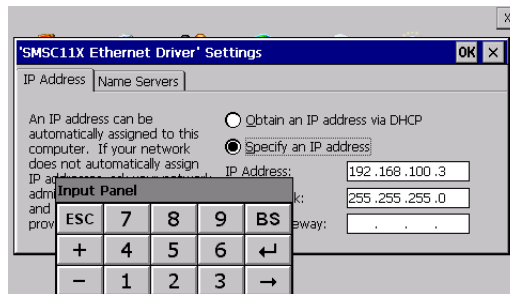 X
'SMSC11X Ethernet Driver' Settings OK X
IP Address Name Servers
An IP address can be
automatically assigned to this
computer. If your network
does not automatically assign
Obtain an IP address via DHCP
Specify an IP address
IP Address: 192.168.100.3
255.255.255.0
. . .
Input Panel
ESC 7 8 9 BS
+ 4 5 6 ↵
- 1 2 3 →